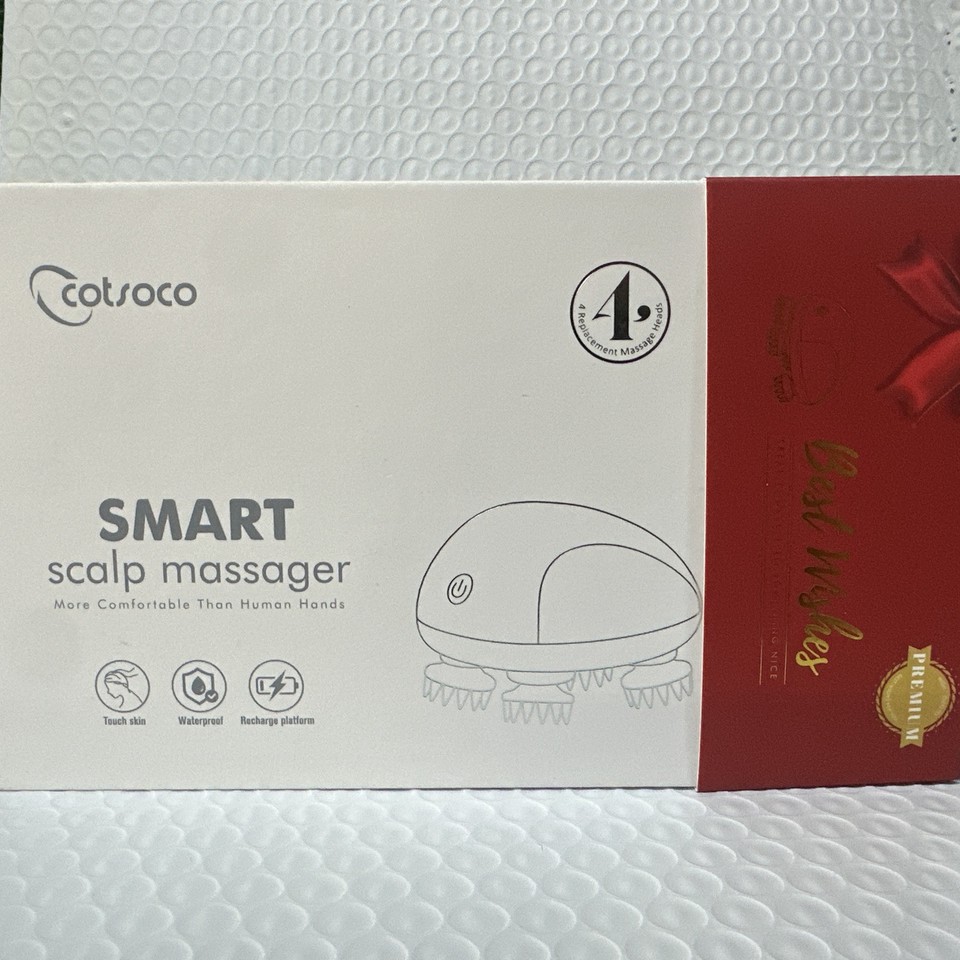 cotsoco
4,
4 Replacement Massage Heads
SMART
scalp massager
More Comfortable Than Human Hands
Touch skin
Waterproof
Recharge platform
Best Wishes
PREMIUM